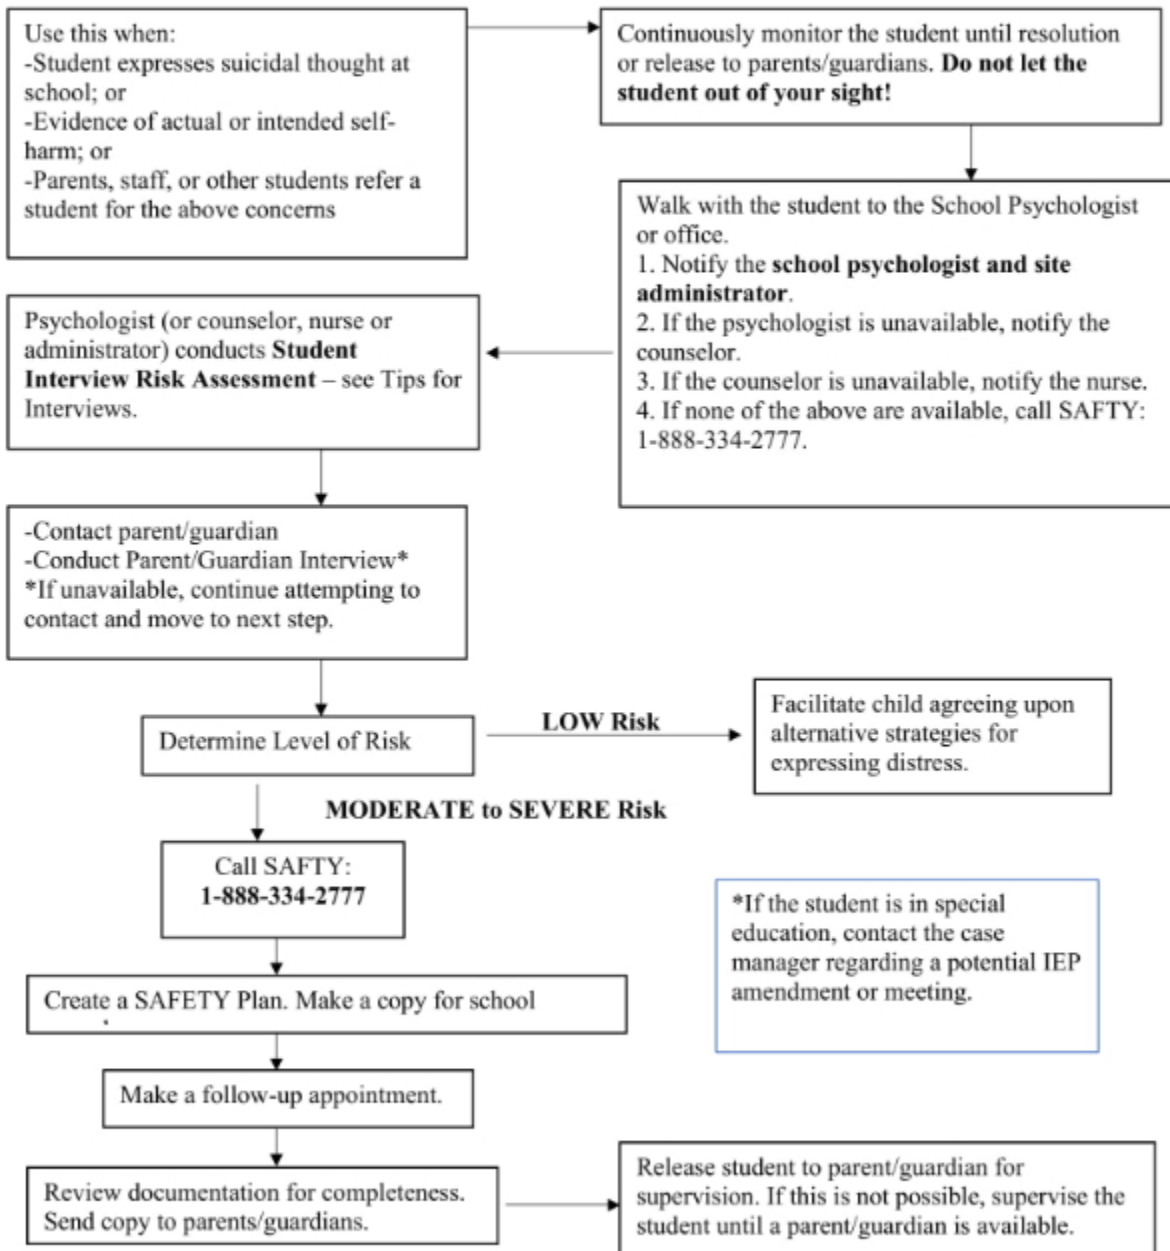 Use this when:
-Student expresses suicidal thought at
school; or
-Evidence of actual or intended self-
harm; or
-Parents, staff, or other students refer a
student for the above concerns
Continuously monitor the student until resolution
or release to parents/guardians. Do not let the
student out of your sight!
Walk with the student to the School Psychologist
or office.
1. Notify the school psychologist and site
administrator.
2. If the psychologist is unavailable, notify the
counselor.
3. If the counselor is unavailable, notify the nurse.
4. If none of the above are available, call SAFTY:
1-888-334-2777.
Psychologist (or counselor, nurse or
administrator) conducts Student
Interview Risk Assessment – see Tips for
Interviews.
-Contact parent/guardian
-Conduct Parent/Guardian Interview*
*If unavailable, continue attempting to
contact and move to next step.
Determine Level of Risk
LOW Risk
Facilitate child agreeing upon
alternative strategies for
expressing distress.
MODERATE to SEVERE Risk
Call SAFTY:
1-888-334-2777
*If the student is in special
education, contact the case
manager regarding a potential IEP
amendment or meeting.
Create a SAFETY Plan. Make a copy for school
Make a follow-up appointment.
Review documentation for completeness.
Send copy to parents/guardians.
Release student to parent/guardian for
supervision. If this is not possible, supervise the
student until a parent/guardian is available.